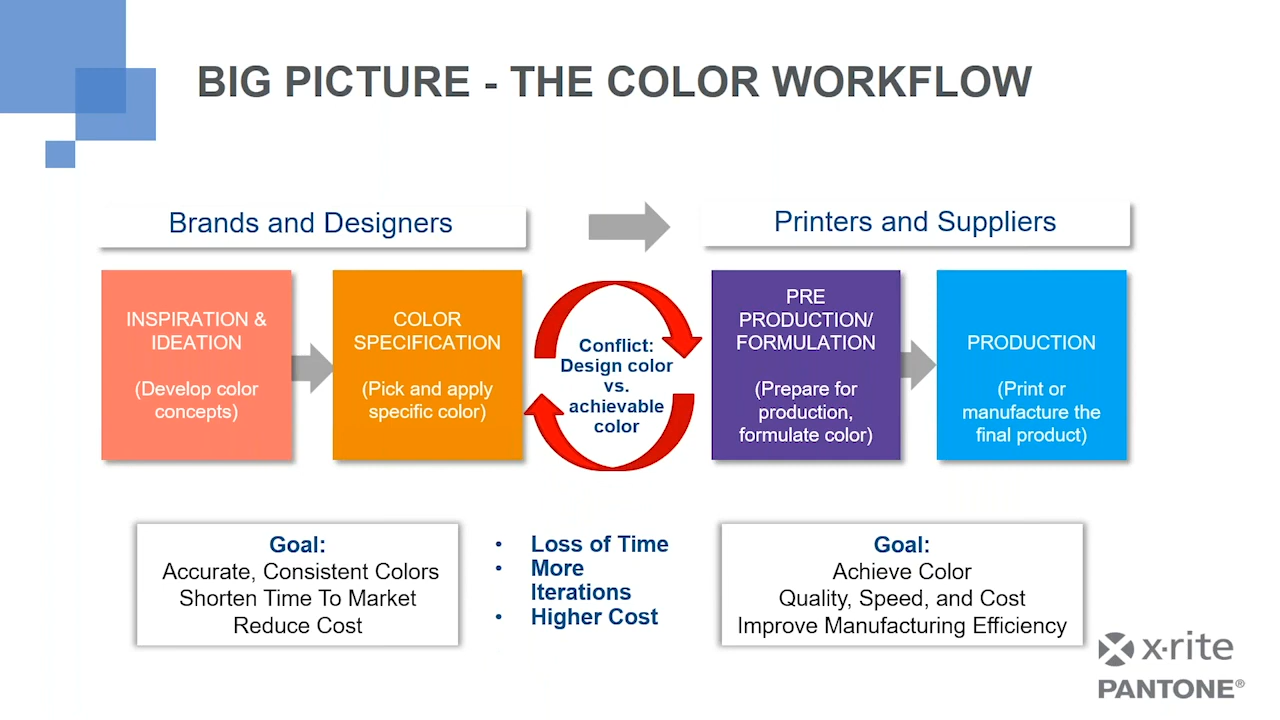 BIG PICTURE - THE COLOR WORKFLOW
Brands and Designers
Printers and Suppliers
INSPIRATION &
IDEATION
(Develop color
concepts)
COLOR
SPECIFICATION
(Pick and apply
specific color)
Conflict:
Design color
vs.
achievable
color
PRE
PRODUCTION/
FORMULATION
(Prepare for
production,
formulate color)
PRODUCTION
(Print or
manufacture the
final product)
Goal:
Accurate, Consistent Colors
Shorten Time To Market
Reduce Cost
• Loss of Time
• More
Iterations
• Higher Cost
Goal:
Achieve Color
Quality, Speed, and Cost
Improve Manufacturing Efficiency
x·rite
PANTONE®